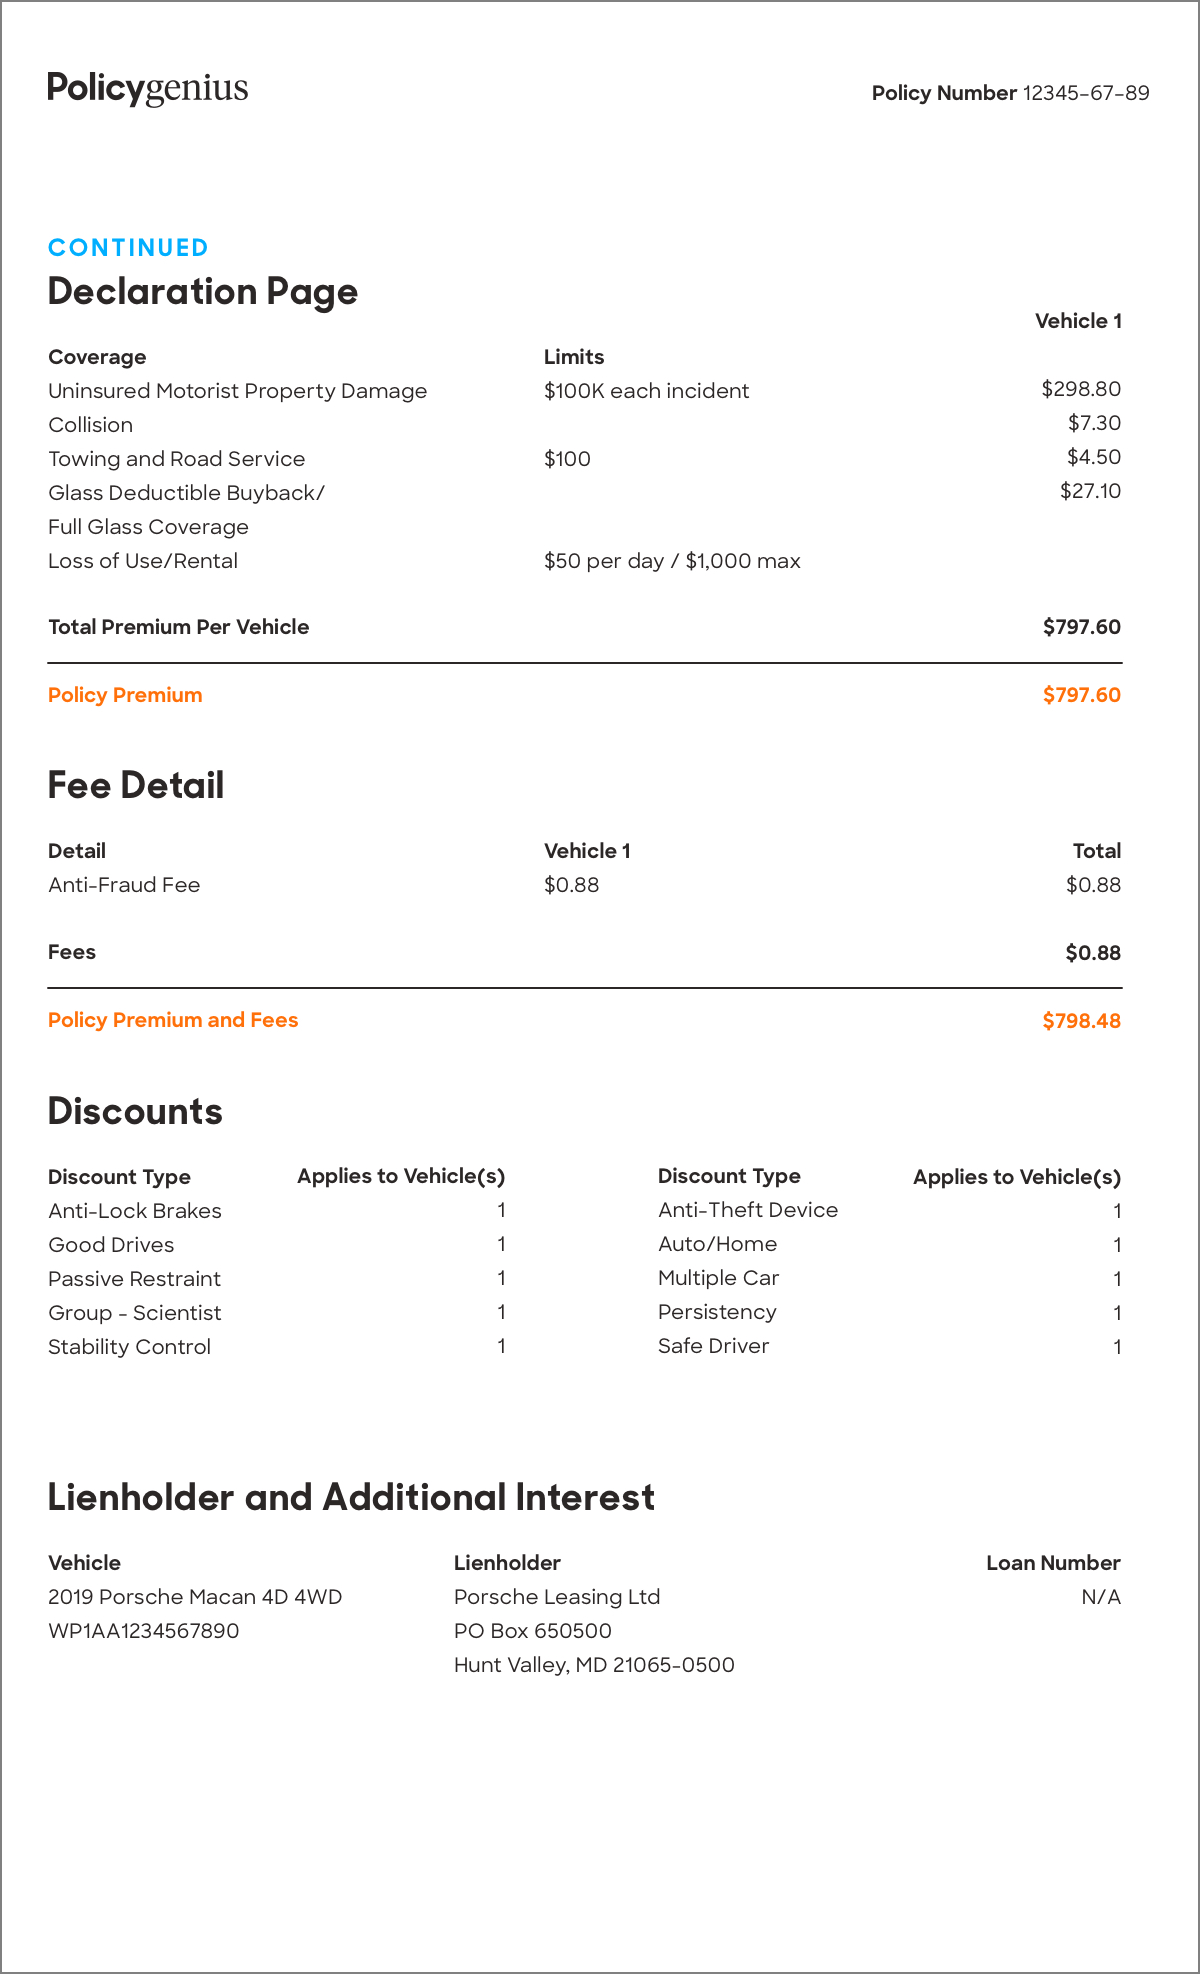 Policygenius
Policy Number 12345-67-89
CONTINUED
Declaration Page
Vehicle 1
Coverage Limits
Uninsured Motorist Property Damage $100K each incident $298.80
Collision $7.30
Towing and Road Service $100 $4.50
Glass Deductible Buyback/ $27.10
Full Glass Coverage
Loss of Use/Rental $50 per day / $1,000 max
Total Premium Per Vehicle $797.60
Policy Premium $797.60
Fee Detail
Detail Vehicle 1 Total
Anti-Fraud Fee $0.88 $0.88
Fees $0.88
Policy Premium and Fees $798.48
Discounts
Discount Type Applies to Vehicle(s) Discount Type Applies to Vehicle(s)
Anti-Lock Brakes 1 Anti-Theft Device 1
Good Drives 1 Auto/Home 1
Passive Restraint 1 Multiple Car 1
Group - Scientist 1 Persistency 1
Stability Control 1 Safe Driver 1
Lienholder and Additional Interest
Vehicle Lienholder Loan Number
2019 Porsche Macan 4D 4WD Porsche Leasing Ltd N/A
WP1AA1234567890 PO Box 650500
Hunt Valley, MD 21065-0500